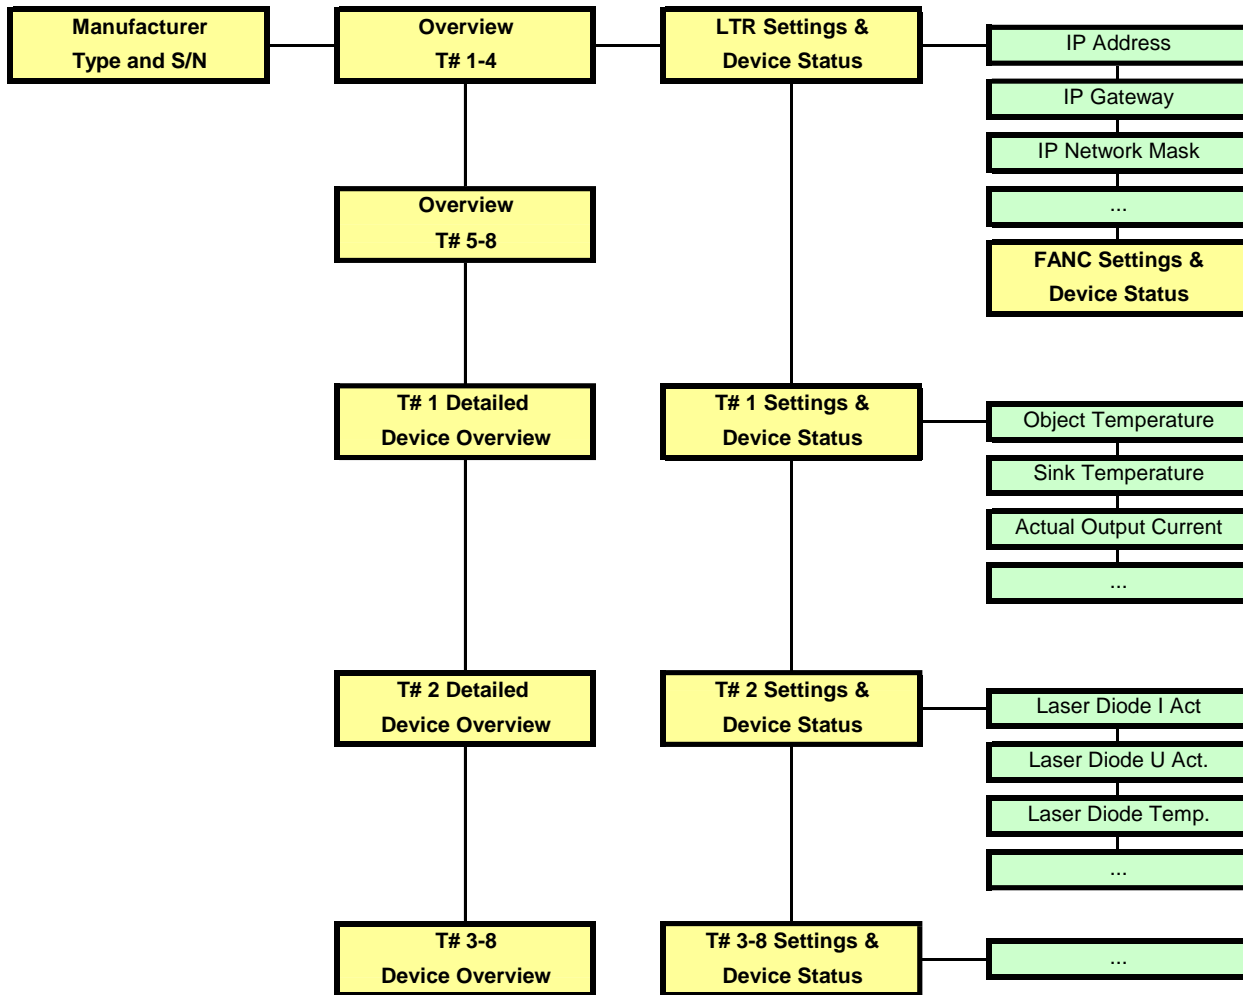 Manufacturer
Type and S/N
Overview
T# 1-4
LTR Settings &
Device Status
IP Address
IP Gateway
IP Network Mask
...
FANC Settings &
Device Status
Overview
T# 5-8
T# 1 Detailed
Device Overview
T# 1 Settings &
Device Status
Object Temperature
Sink Temperature
Actual Output Current
...
T# 2 Detailed
Device Overview
T# 2 Settings &
Device Status
Laser Diode I Act
Laser Diode U Act.
Laser Diode Temp.
...
T# 3-8
Device Overview
T# 3-8 Settings &
Device Status
...